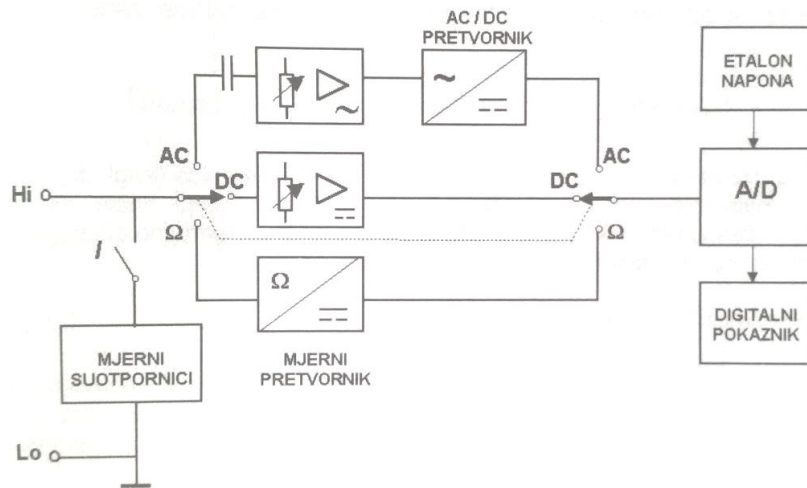 AC / DC
PRETVORNIK
ETALON
NAPONA
~
~
AC
AC
Hi
DC
DC
A/D
Ω
Ω
I
Ω
DIGITALNI
POKAZNIK
MJERNI
SUOTPORNICI
MJERNI
PRETVORNIK
Lo